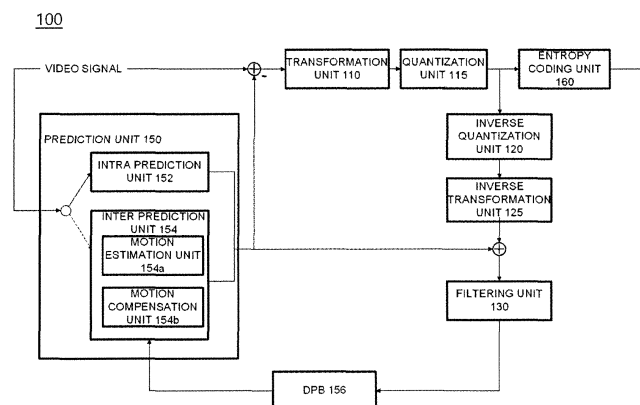 100
VIDEO SIGNAL
-
TRANSFORMATION
UNIT 110
QUANTIZATION
UNIT 115
ENTROPY
CODING UNIT
160
PREDICTION UNIT 150
INTRA PREDICTION
UNIT 152
INTER PREDICTION
UNIT 154
MOTION
ESTIMATION UNIT
154a
MOTION
COMPENSATION
UNIT 154b
INVERSE
QUANTIZATION
UNIT 120
INVERSE
TRANSFORMATION
UNIT 125
FILTERING UNIT
130
DPB 156